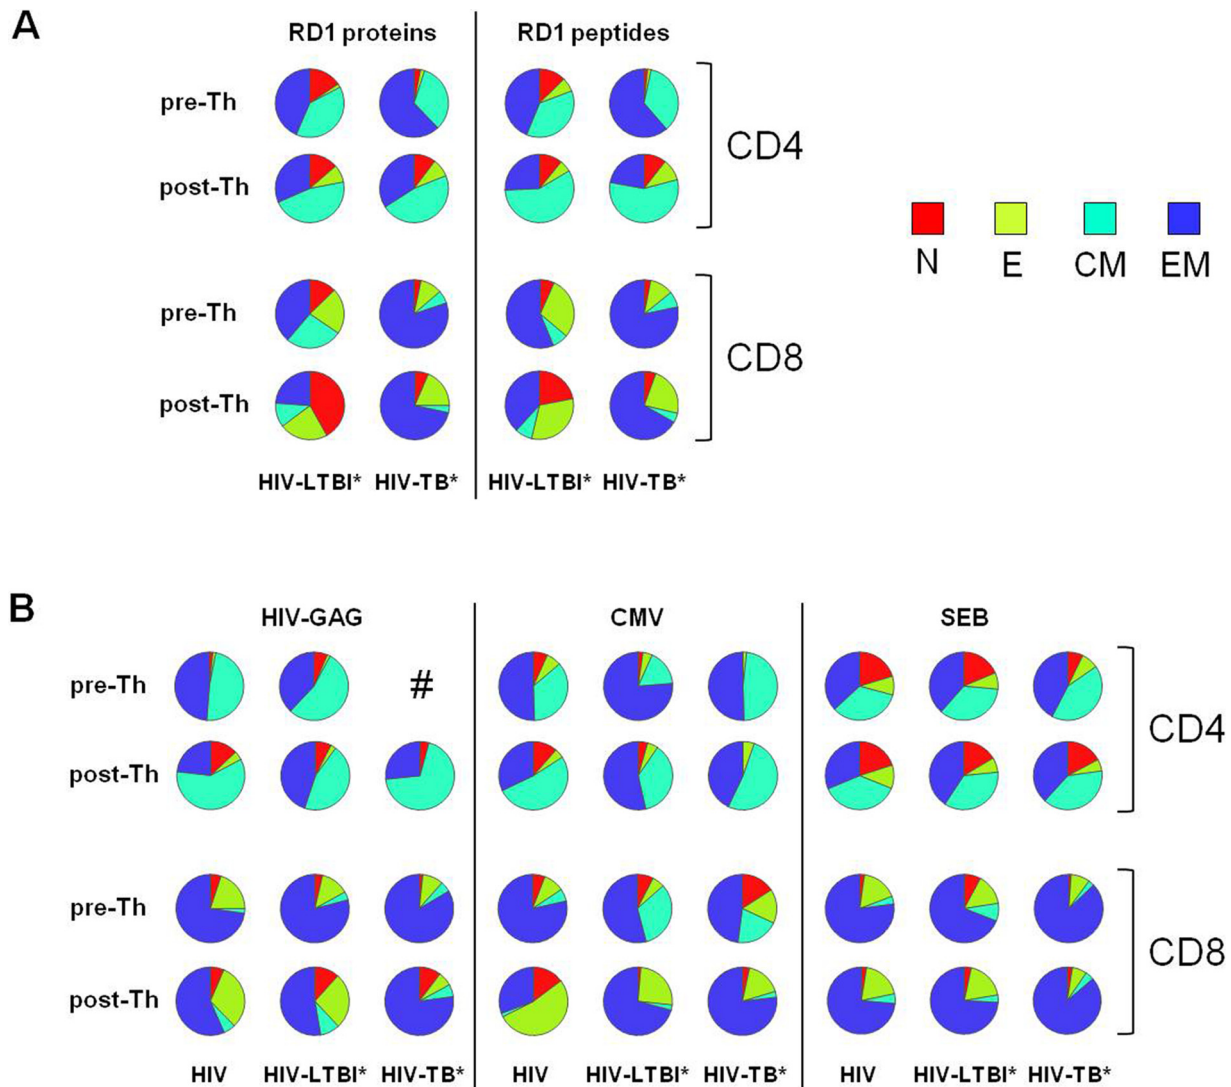 A
RD1 proteins RD1 peptides
pre-Th
post-Th
CD4
N E CM EM
pre-Th
post-Th
CD8
HIV-LTBI* HIV-TB* HIV-LTBI* HIV-TB*
B
HIV-GAG CMV SEB
pre-Th #
post-Th
CD4
pre-Th
post-Th
CD8
HIV HIV-LTBI* HIV-TB* HIV HIV-LTBI* HIV-TB* HIV HIV-LTBI* HIV-TB*